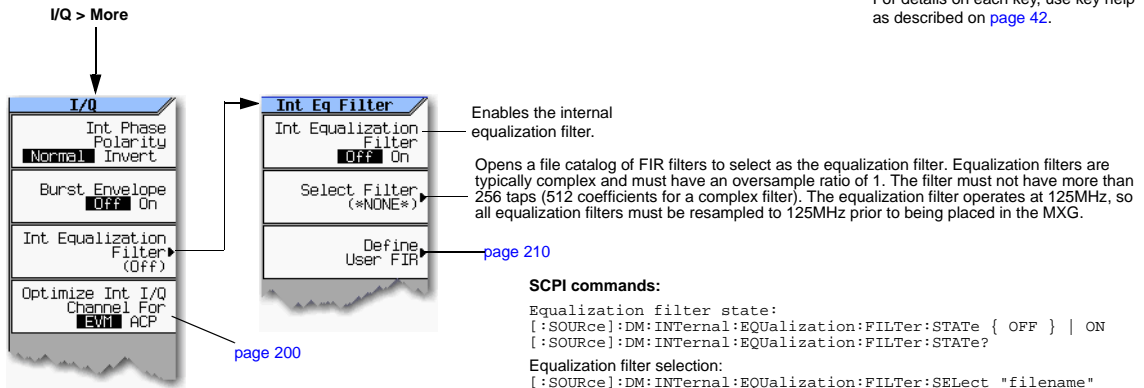 For details on each key, use key help
as described on page 42.
I/Q > More
I/Q
Int Phase
Polarity
Normal Invert
Burst Envelope
Off On
Int Equalization
Filter
(Off)
Optimize Int I/Q
Channel For
EVM ACP
page 200
Int Eq Filter
Int Equalization
Filter
Off On
Select Filter
(*NONE*)
Define
User FIR
Enables the internal
equalization filter.
Opens a file catalog of FIR filters to select as the equalization filter. Equalization filters are
typically complex and must have an oversample ratio of 1. The filter must not have more than
256 taps (512 coefficients for a complex filter). The equalization filter operates at 125MHz, so
all equalization filters must be resampled to 125MHz prior to being placed in the MXG.
page 210
SCPI commands:
Equalization filter state:
[:SOURce]:DM:INTernal:EQUalization:FILTer:STATe { OFF } | ON
[:SOURce]:DM:INTernal:EQUalization:FILTer:STATe?
Equalization filter selection:
[:SOURce]:DM:INTernal:EQUalization:FILTer:SELect "filename"